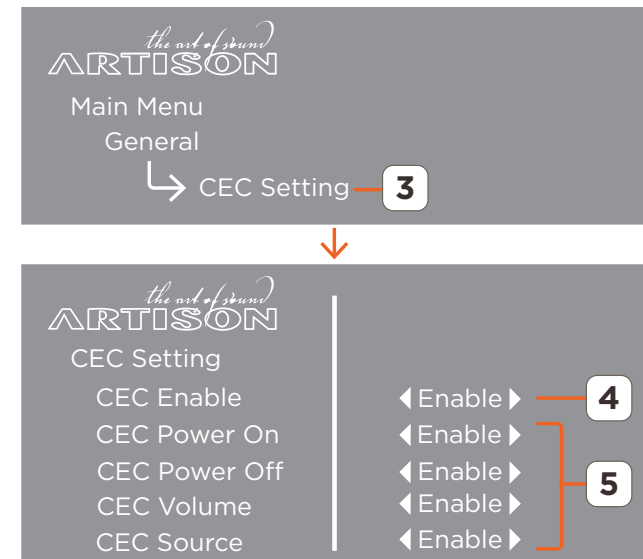 the art of sound
ARTISON
Main Menu
General
CEC Setting 3
the art of sound
ARTISON
CEC Setting
CEC Enable Enable 4
CEC Power On Enable
CEC Power Off Enable 5
CEC Volume Enable
CEC Source Enable